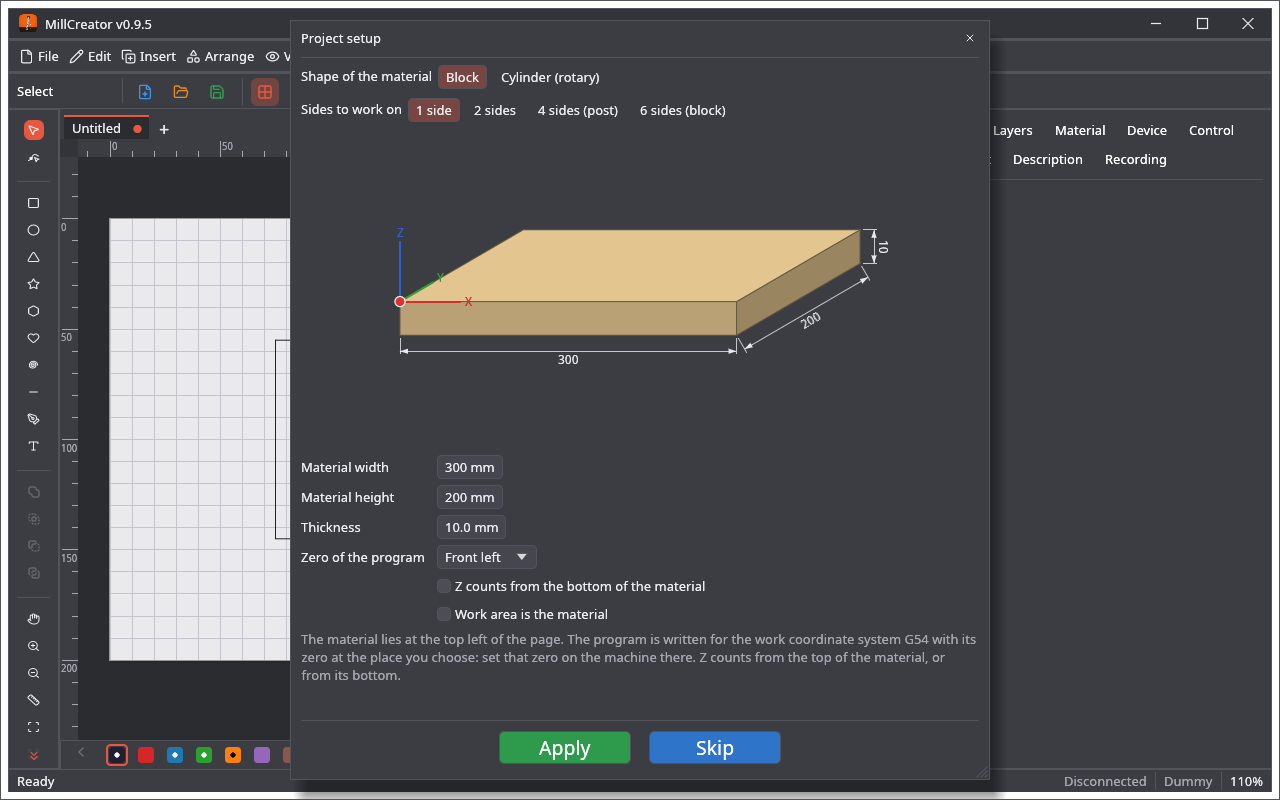 MillCreator v0.9.5
File Edit Insert Arrange V
Project setup
Shape of the material Block Cylinder (rotary)
Select
Sides to work on 1 side 2 sides 4 sides (post) 6 sides (block)
Untitled
Layers Material Device Control
Description Recording
0 50
0
50
100
150
200
Z
Y
X
10
200
300
Material width 300 mm
Material height 200 mm
Thickness 10.0 mm
Zero of the program Front left
Z counts from the bottom of the material
Work area is the material
The material lies at the top left of the page. The program is written for the work coordinate system G54 with its
zero at the place you choose: set that zero on the machine there. Z counts from the top of the material, or
from its bottom.
Apply Skip
Ready Disconnected Dummy 110%